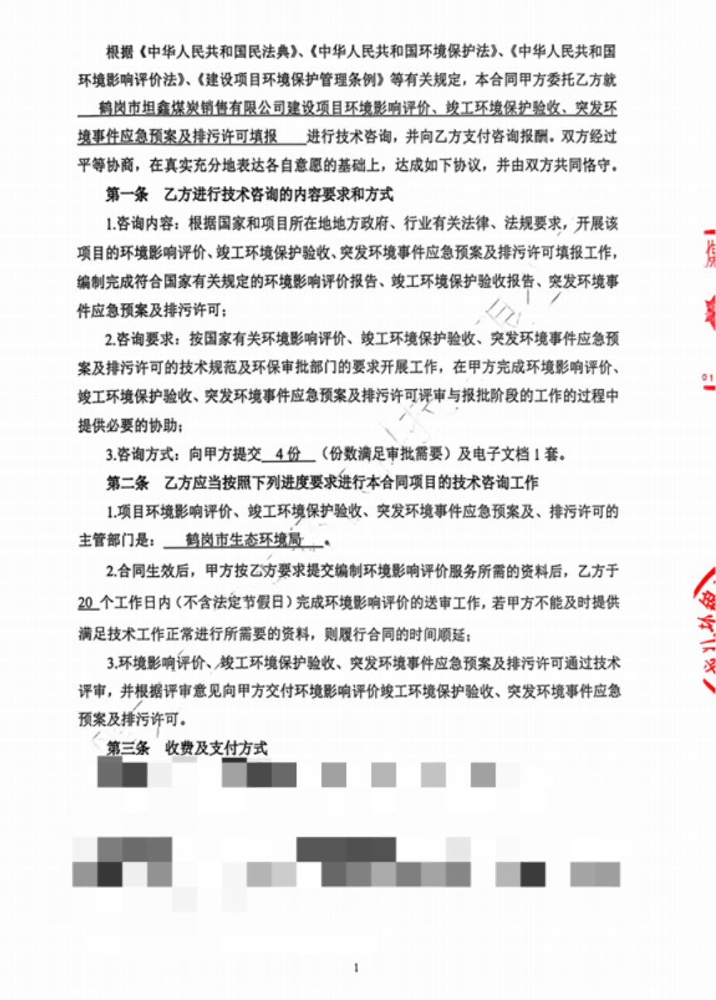 根据《中华人民共和国民法典》、《中华人民共和国环境保护法》、《中华人民共和国
环境影响评价法》、《建设项目环境保护管理条例》等有关规定，本合同甲方委托乙方就
鹤岗市坦鑫煤炭销售有限公司建设项目环境影响评价、竣工环境保护验收、突发环
境事件应急预案及排污许可填报 进行技术咨询，并向乙方支付咨询报酬。双方经过
平等协商，在真实充分地表达各自意愿的基础上，达成如下协议，并由双方共同恪守。
第一条 乙方进行技术咨询的内容要求和方式
1.咨询内容：根据国家和项目所在地地方政府、行业有关法律、法规要求，开展该
项目的环境影响评价、竣工环境保护验收、突发环境事件应急预案及排污许可填报工作，
编制完成符合国家有关规定的环境影响评价报告、竣工环境保护验收报告、突发环境事
件应急预案及排污许可；
2.咨询要求：按国家有关环境影响评价、竣工环境保护验收、突发环境事件应急预
案及排污许可的技术规范及环保审批部门的要求开展工作，在甲方完成环境影响评价、
竣工环境保护验收、突发环境事件应急预案及排污许可评审与报批阶段的工作的过程中
提供必要的协助；
3.咨询方式：向甲方提交 4份 （份数满足审批需要）及电子文档1套。
第二条 乙方应当按照下列进度要求进行本合同项目的技术咨询工作
1.项目环境影响评价、竣工环境保护验收、突发环境事件应急预案及、排污许可的
主管部门是： 鹤岗市生态环境局 。
2.合同生效后，甲方按乙方要求提交编制环境影响评价服务所需的资料后，乙方于
20 个工作日内（不含法定节假日）完成环境影响评价的送审工作，若甲方不能及时提供
满足技术工作正常进行所需要的资料，则履行合同的时间顺延；
3.环境影响评价、竣工环境保护验收、突发环境事件应急预案及排污许可通过技术
评审，并根据评审意见向甲方交付环境影响评价竣工环境保护验收、突发环境事件应急
预案及排污许可。
第三条 收费及支付方式
1